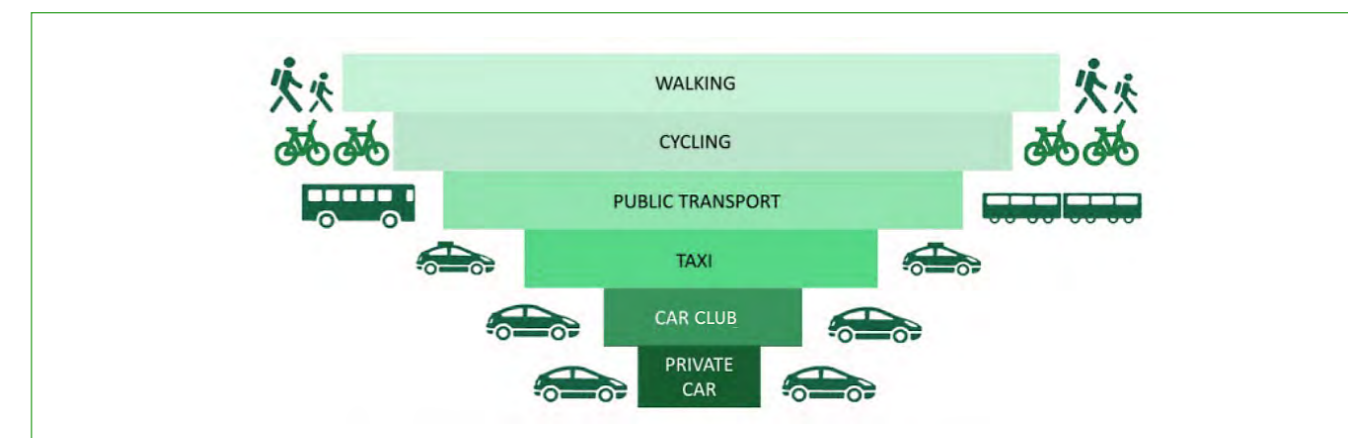 WALKING
CYCLING
PUBLIC TRANSPORT
TAXI
CAR CLUB
PRIVATE
CAR